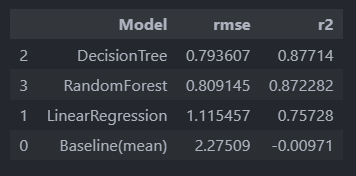 Model rmse r2
2 DecisionTree 0.793607 0.87714
3 RandomForest 0.809145 0.872282
1 LinearRegression 1.115457 0.75728
0 Baseline(mean) 2.27509 -0.00971